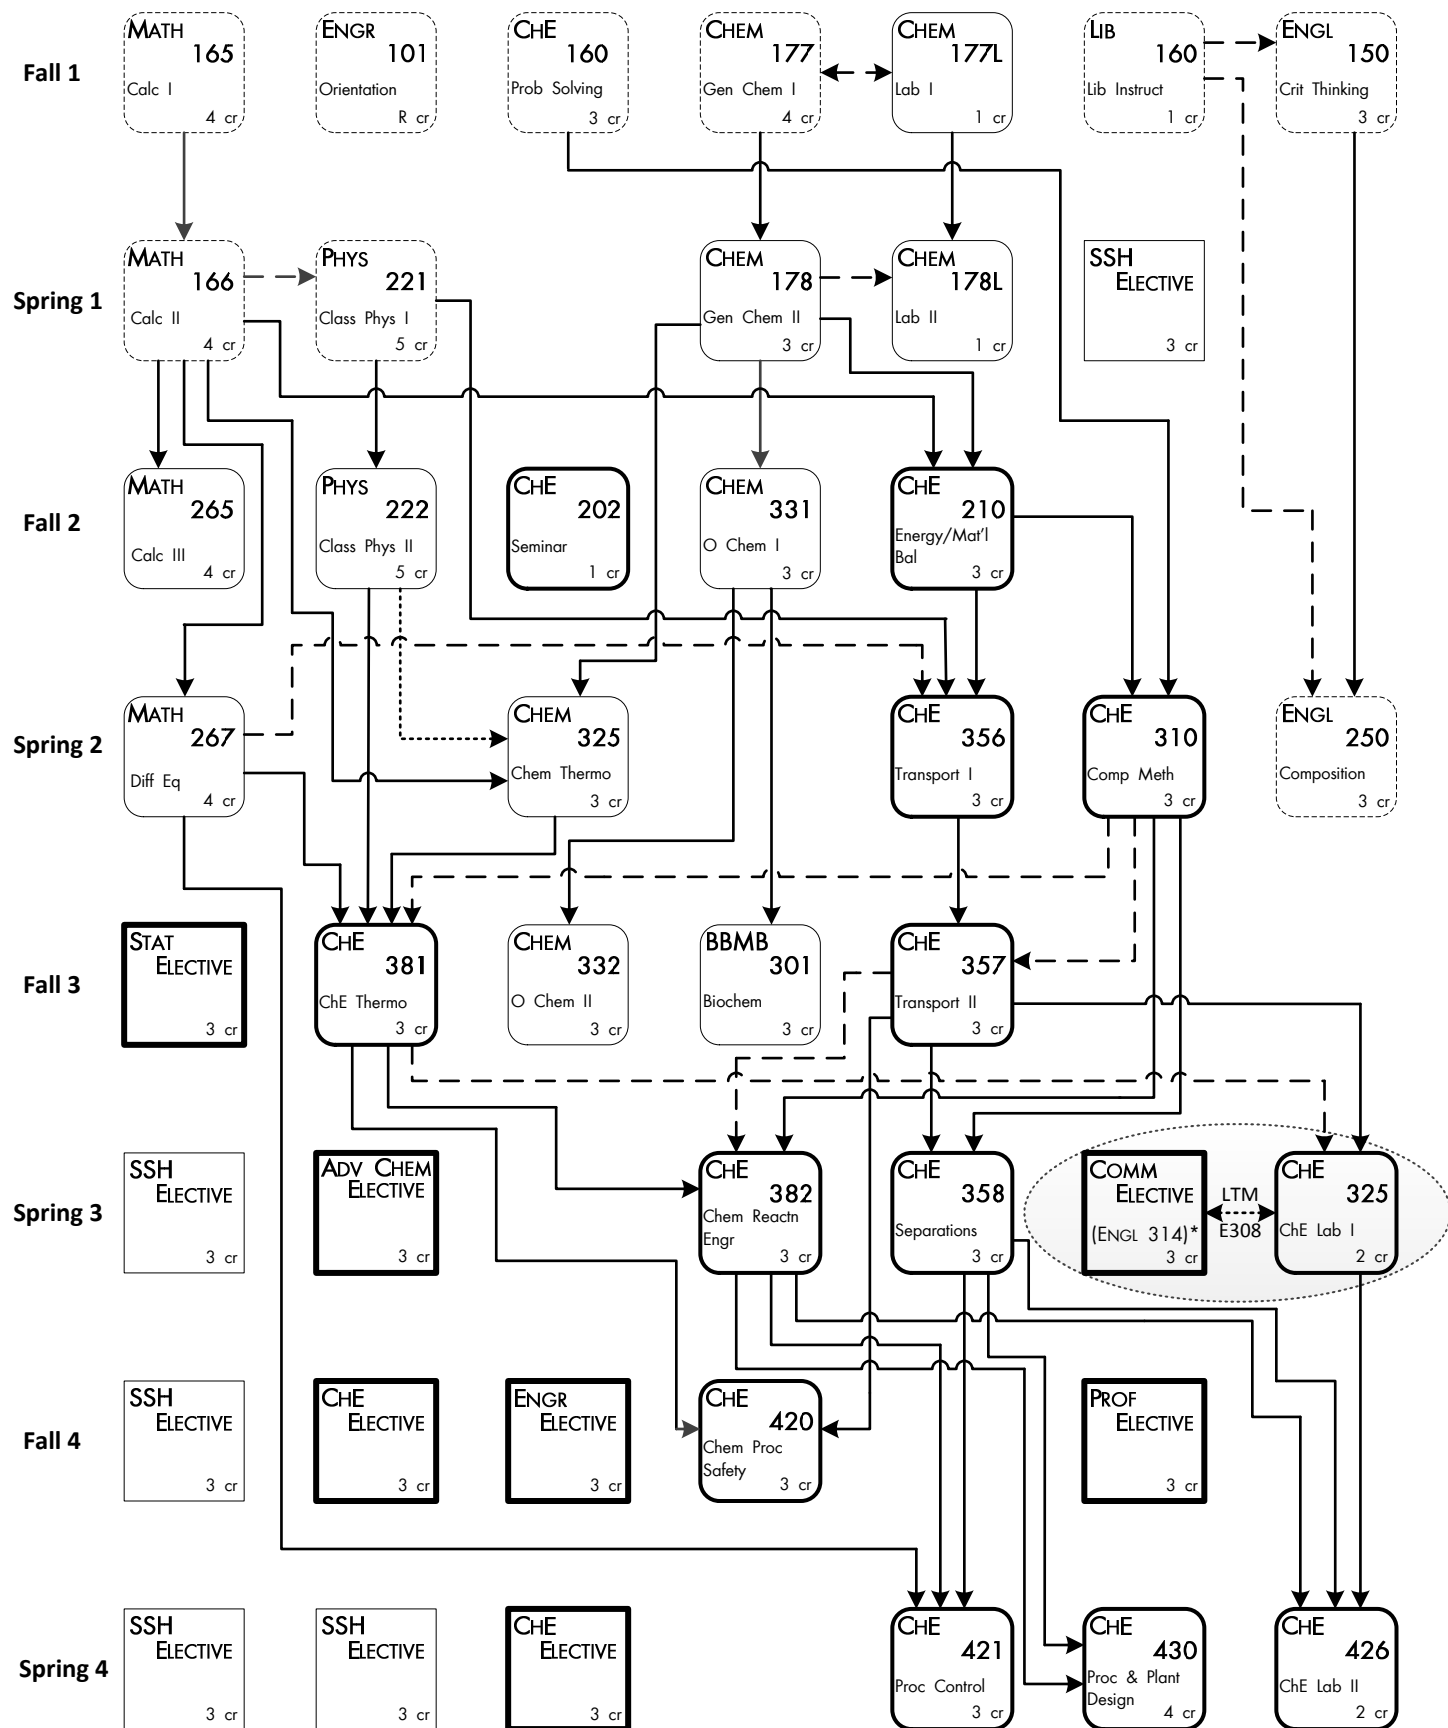 Fall 1
MATH
165
Calc I
4 cr
ENGR
101
Orientation
R cr
CHE
160
Prob Solving
3 cr
CHEM
177
Gen Chem I
4 cr
CHEM
177L
Lab I
1 cr
LIB
160
Lib Instruct
1 cr
ENGL
150
Crit Thinking
3 cr
Spring 1
MATH
166
Calc II
4 cr
PHYS
221
Class Phys I
5 cr
CHEM
178
Gen Chem II
3 cr
CHEM
178L
Lab II
1 cr
SSH
ELECTIVE
3 cr
Fall 2
MATH
265
Calc III
4 cr
PHYS
222
Class Phys II
5 cr
CHE
202
Seminar
1 cr
CHEM
331
O Chem I
3 cr
CHE
210
Energy/Mat'l
Bal
3 cr
Spring 2
MATH
267
Diff Eq
4 cr
CHEM
325
Chem Thermo
3 cr
CHE
356
Transport I
3 cr
CHE
310
Comp Meth
3 cr
ENGL
250
Composition
3 cr
Fall 3
STAT
ELECTIVE
3 cr
CHE
381
ChE Thermo
3 cr
CHEM
332
O Chem II
3 cr
BBMB
301
Biochem
3 cr
CHE
357
Transport II
3 cr
Spring 3
SSH
ELECTIVE
3 cr
ADV CHEM
ELECTIVE
3 cr
CHE
382
Chem Reactn
Engr
3 cr
CHE
358
Separations
3 cr
COMM
ELECTIVE
(ENGL 314)*
3 cr
LTM
E308
CHE
325
ChE Lab I
2 cr
Fall 4
SSH
ELECTIVE
3 cr
CHE
ELECTIVE
3 cr
ENGR
ELECTIVE
3 cr
CHE
420
Chem Proc
Safety
3 cr
PROF
ELECTIVE
3 cr
Spring 4
SSH
ELECTIVE
3 cr
SSH
ELECTIVE
3 cr
CHE
ELECTIVE
3 cr
CHE
421
Proc Control
3 cr
CHE
430
Proc & Plant
Design
4 cr
CHE
426
ChE Lab II
2 cr